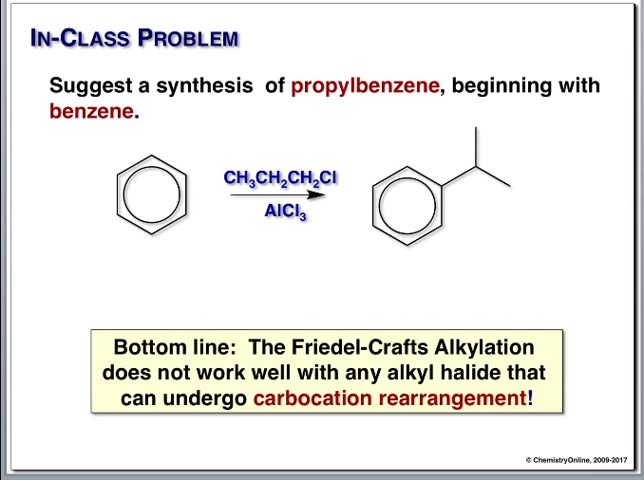 IN-CLASS PROBLEM
Suggest a synthesis of propylbenzene, beginning with
benzene.
CH₃CH₂CH₂Cl
AlCl₃
Bottom line: The Friedel-Crafts Alkylation
does not work well with any alkyl halide that
can undergo carbocation rearrangement!
© ChemistryOnline, 2009-2017